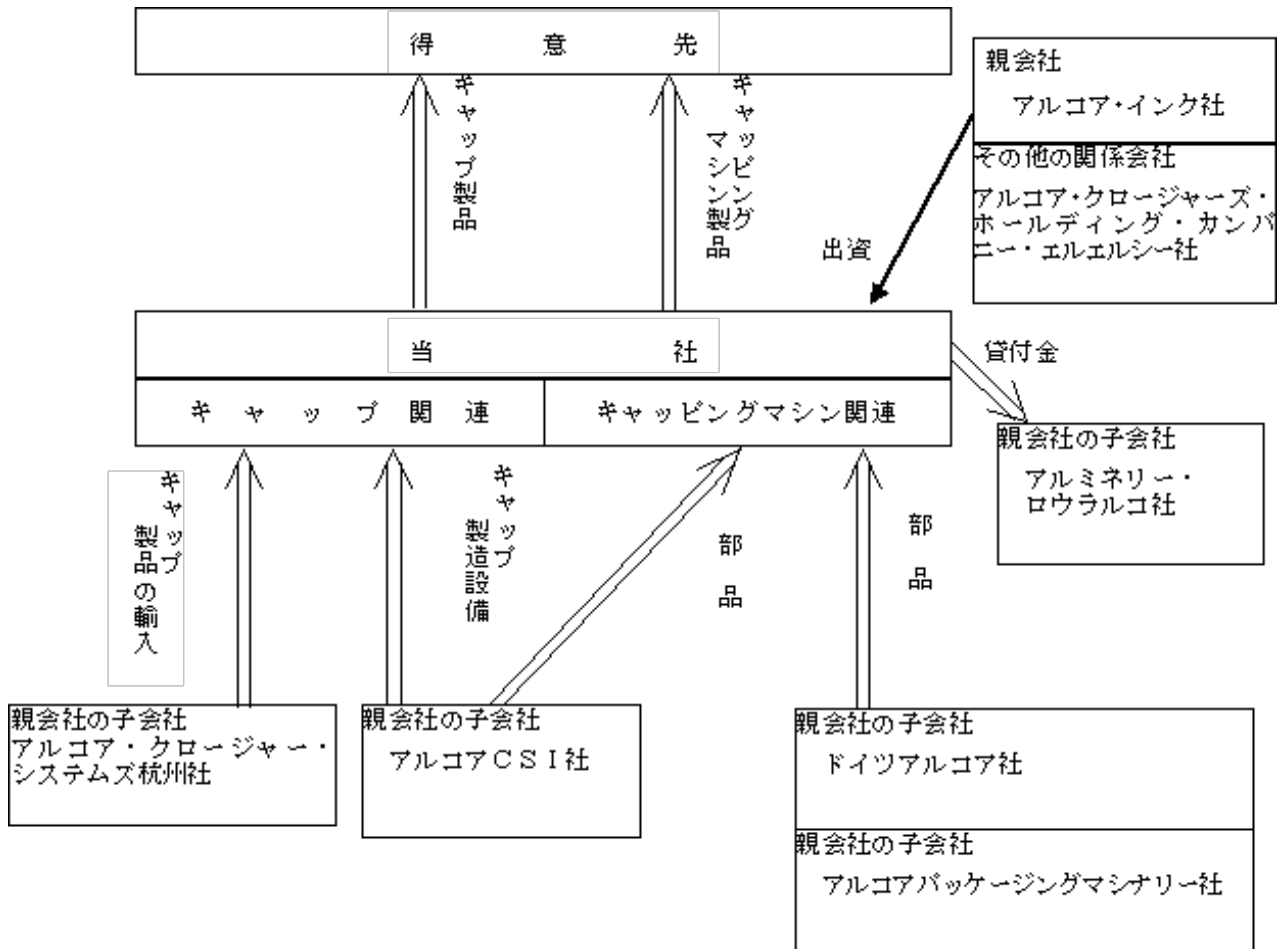 得意先
キャップ製品
キャッピング
マシン製品
親会社
アルコア・インク社
その他の関係会社
アルコア・クロージャーズ・
ホールディング・カンパ
ニー・エルエルシー社
出資
当社
キャップ関連
キャッピングマシン関連
貸付金
親会社の子会社
アルミネリー・
ロウラルコ社
キャップ
製品の輸入
キャップ
製造設備
部品
部品
親会社の子会社
アルコア・クロージャー・
システムズ杭州社
親会社の子会社
アルコアCSI社
親会社の子会社
ドイツアルコア社
親会社の子会社
アルコアパッケージングマシナリー社